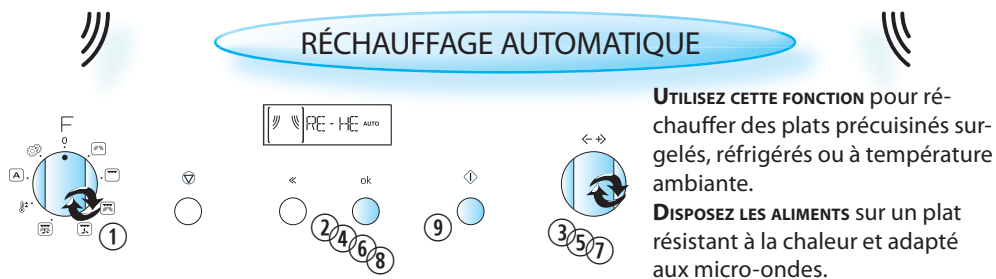 RÉCHAUFFAGE AUTOMATIQUE
F
0
A
RE - HE AUTO
«
ok
<- +>
1
2
4
6
8
9
3
5
7
UTILISEZ CETTE FONCTION pour ré-
chauffer des plats précuisinés sur-
gelés, réfrigérés ou à température
ambiante.
DISPOSEZ LES ALIMENTS sur un plat
résistant à la chaleur et adapté
aux micro-ondes.